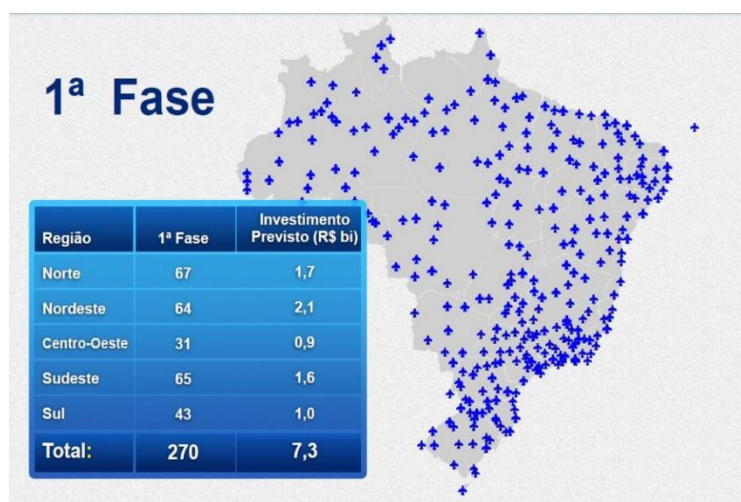 1ª Fase
Região 1ª Fase Investimento Previsto (R$ bi)
Norte 67 1,7
Nordeste 64 2,1
Centro-Oeste 31 0,9
Sudeste 65 1,6
Sul 43 1,0
Total: 270 7,3